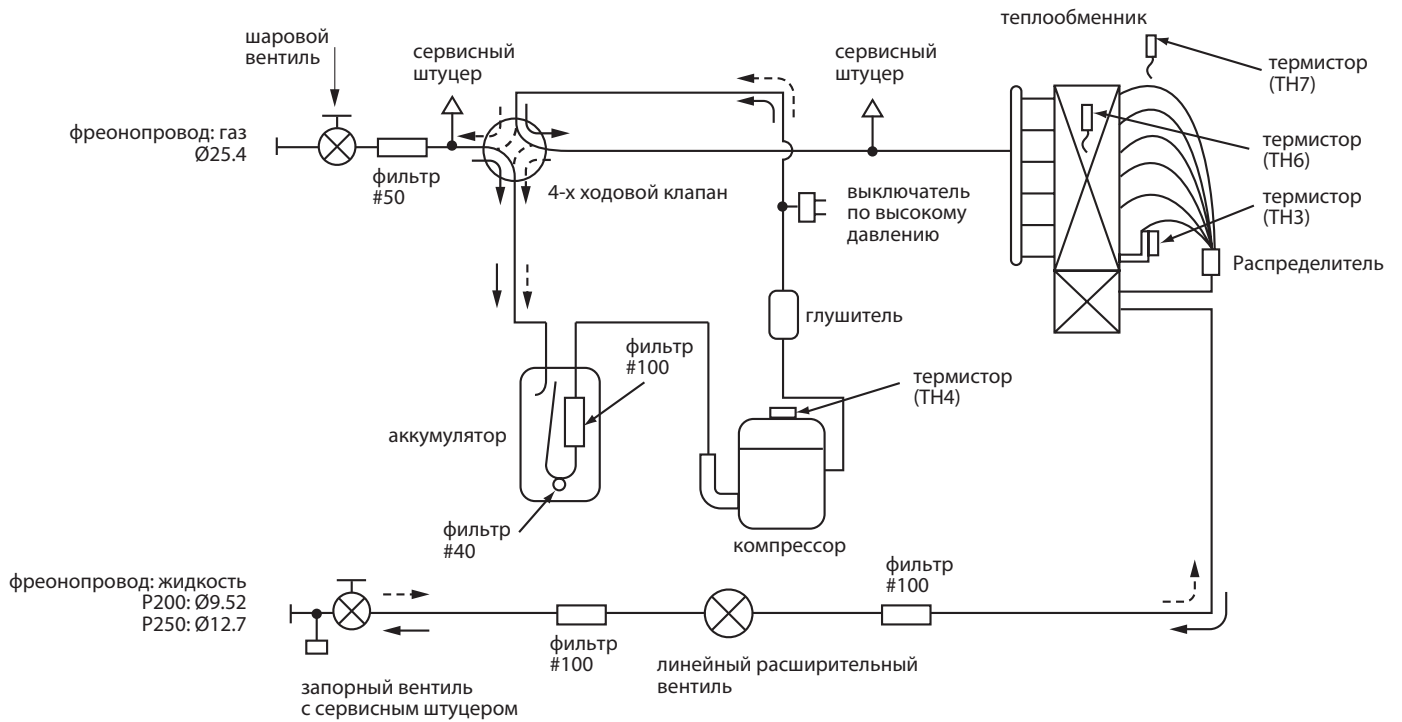 теплообменник
шаровой
вентиль
сервисный
штуцер
сервисный
штуцер
термистор
(TH7)
фреонопровод: газ
Ø25.4
термистор
(TH6)
фильтр
#50
4-х ходовой клапан
выключатель
по высокому
давлению
термистор
(TH3)
Распределитель
глушитель
фильтр
#100
термистор
(TH4)
аккумулятор
фильтр
#40
компрессор
фреонопровод: жидкость
P200: Ø9.52
P250: Ø12.7
фильтр
#100
фильтр
#100
линейный расширительный
вентиль
запорный вентиль
с сервисным штуцером